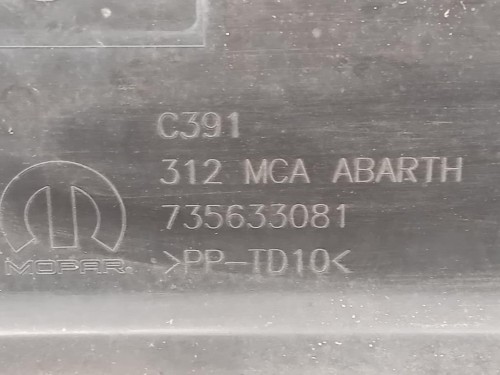 C391
312 MCA ABARTH
735633081
>PP-TD10<
MOPAR®